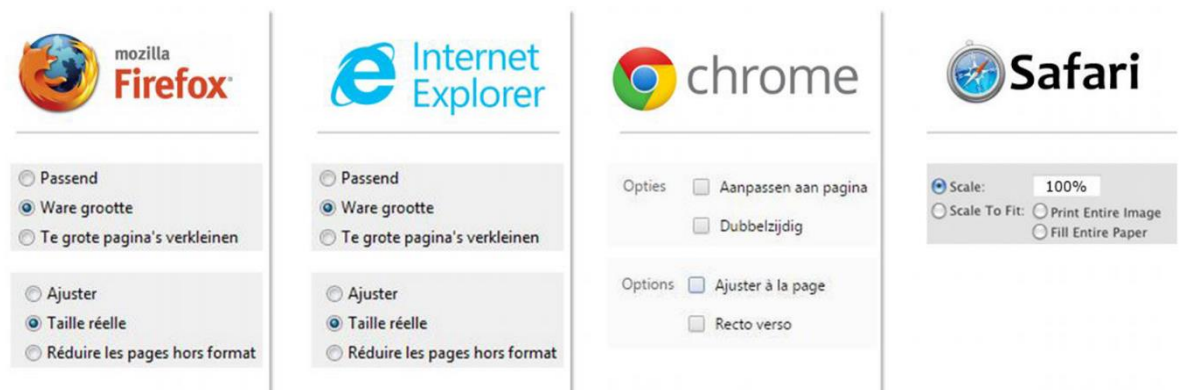 mozilla
Firefox
Passend
Ware grootte
Te grote pagina's verkleinen
Ajuster
Taille réelle
Réduire les pages hors format
Internet
Explorer
Passend
Ware grootte
Te grote pagina's verkleinen
Ajuster
Taille réelle
Réduire les pages hors format
chrome
Opties Aanpassen aan pagina
Dubbelzijdig
Options Ajuster à la page
Recto verso
Safari
Scale: 100%
Scale To Fit: Print Entire Image
Fill Entire Paper